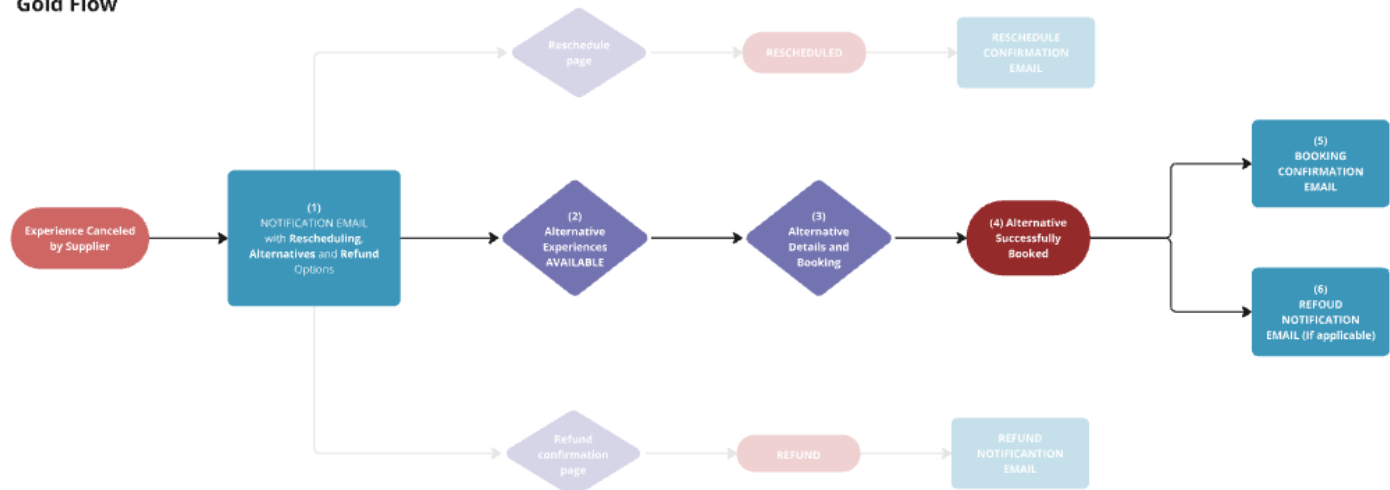 Gold Flow
Reschedule
page
RESCHEDULED
RESCHEDULE
CONFIRMATION
EMAIL
Experience Canceled
by Supplier
(1)
NOTIFICATION EMAIL
with Rescheduling,
Alternatives and Refund
Options
(2)
Alternative
Experiences
AVAILABLE
(3)
Alternative
Details and
Booking
(4) Alternative
Successfully
Booked
(5)
BOOKING
CONFIRMATION
EMAIL
(6)
REFOUD
NOTIFICATION
EMAIL (if applicable)
Refund
confirmation
page
REFUND
REFUND
NOTIFICANTION
EMAIL